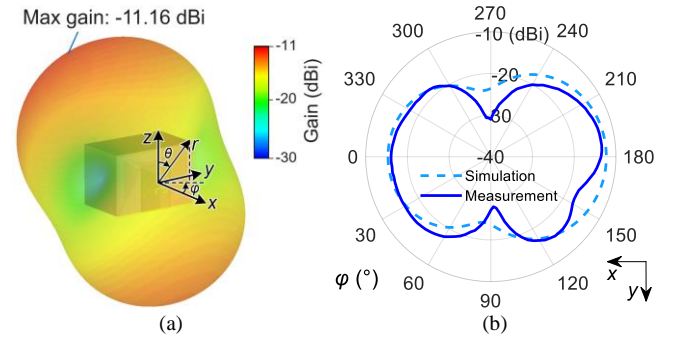 Max gain: -11.16 dBi
-11
-20
-30
Gain (dBi)
z
r
θ
y
φ
x
(a)
270
-10 (dBi)
300
240
-20
330
210
-30
0
-40
180
Simulation
Measurement
30
150
φ (°)
60
120
90
x
y
(b)